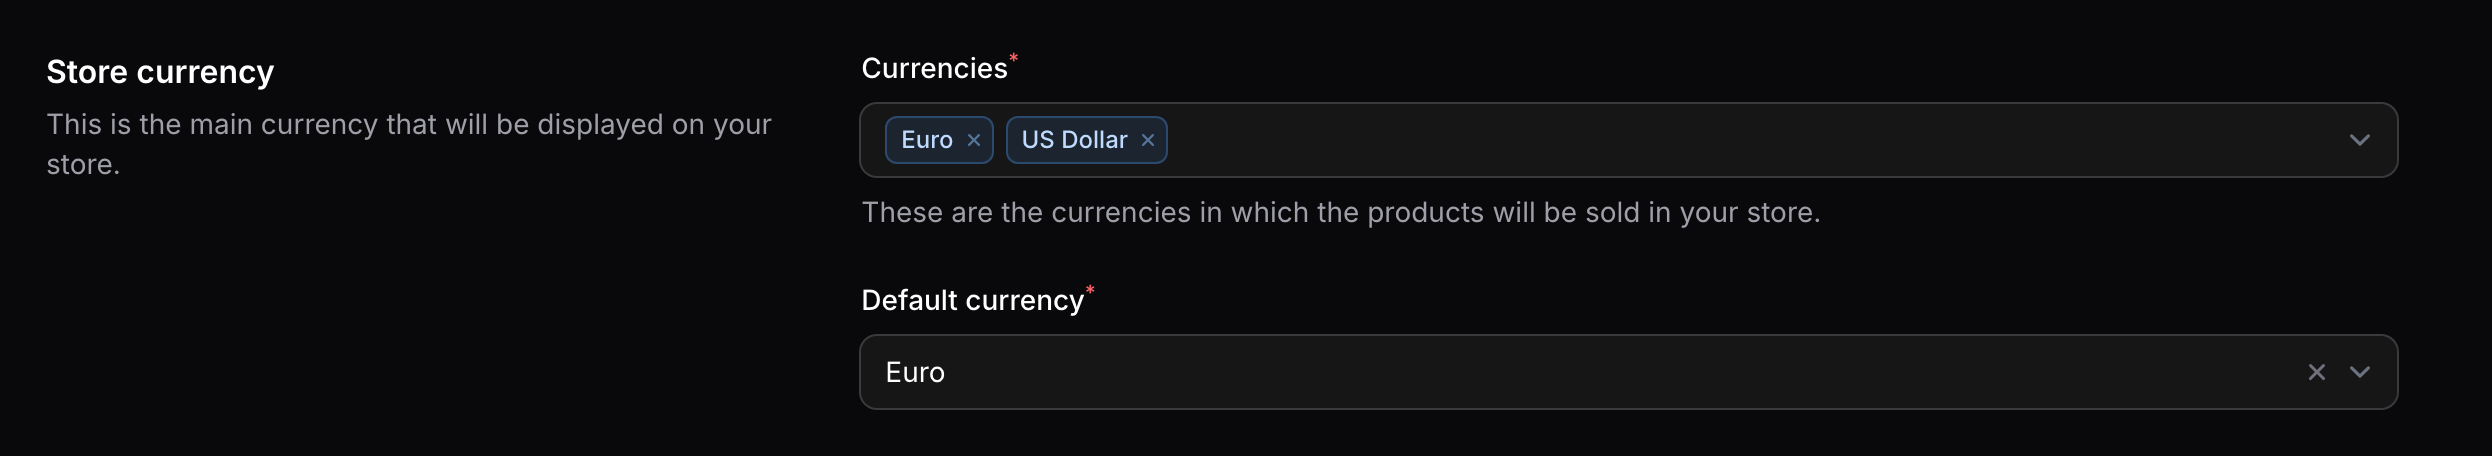 Store currency
This is the main currency that will be displayed on your
store.
Currencies*
Euro
US Dollar
These are the currencies in which the products will be sold in your store.
Default currency*
Euro